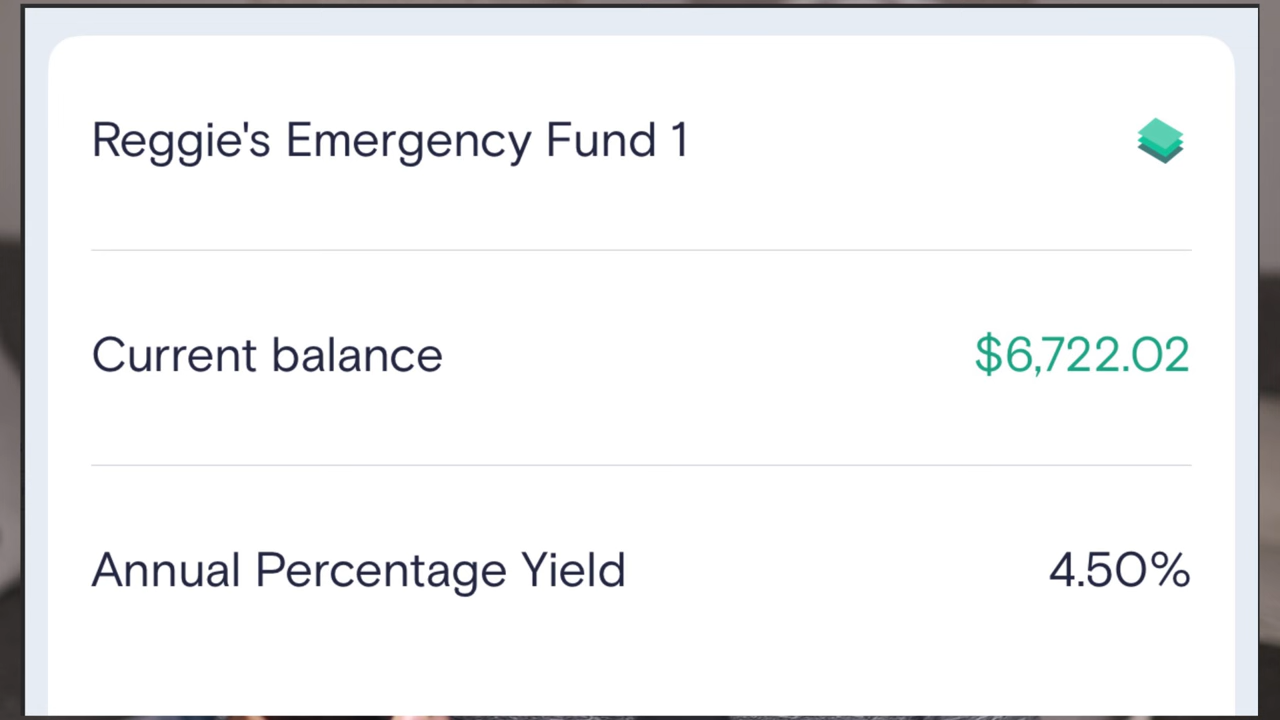 Reggie's Emergency Fund 1
Current balance $6,722.02
Annual Percentage Yield 4.50%